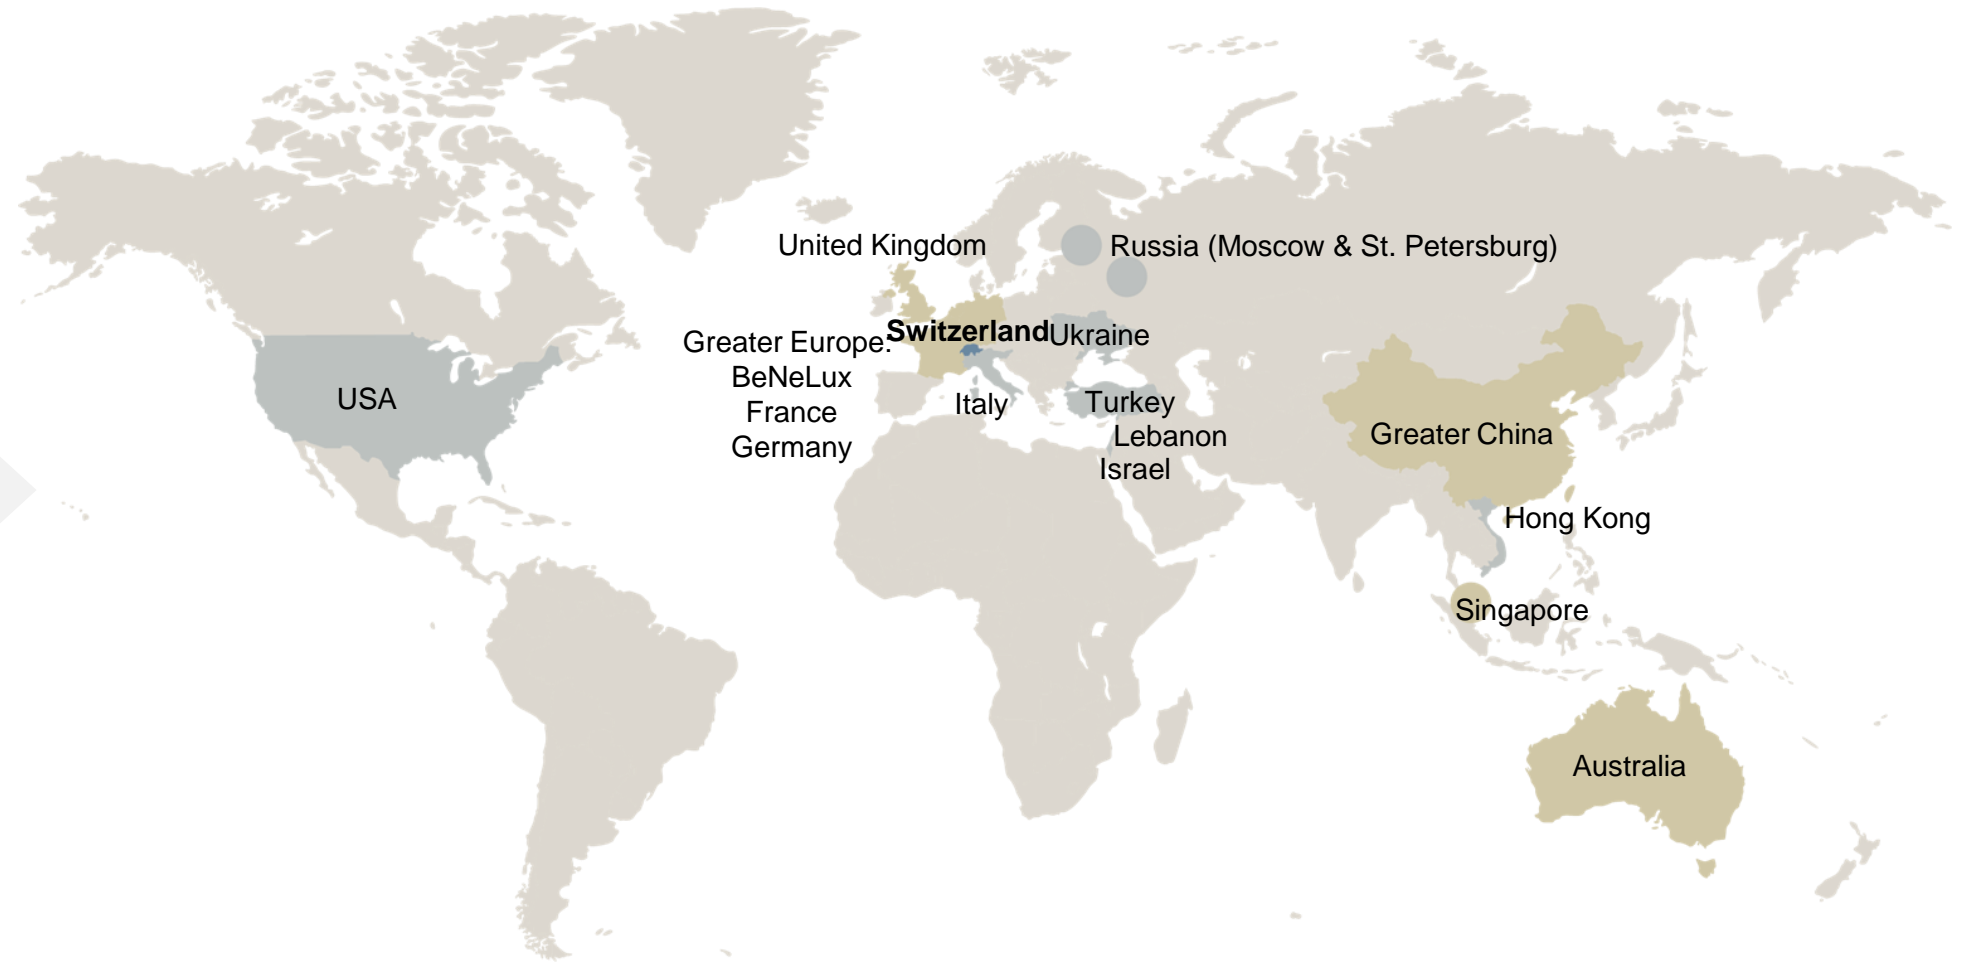 United Kingdom
Russia (Moscow & St. Petersburg)
Switzerland
Ukraine
Greater Europe:
BeNeLux
France
Germany
USA
Italy
Turkey
Lebanon
Israel
Greater China
Hong Kong
Singapore
Australia